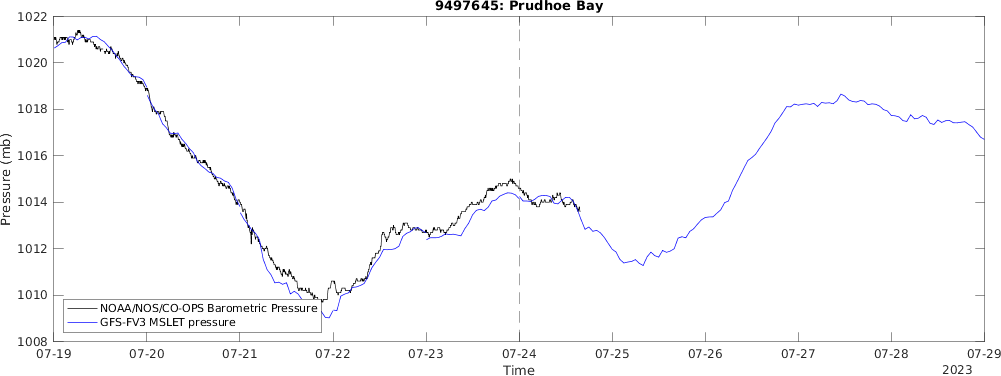 9497645: Prudhoe Bay
1022
1020
1018
1016
1014
1012
1010
1008
Pressure (mb)
NOAA/NOS/CO-OPS Barometric Pressure
GFS-FV3 MSLET pressure
07-19 07-20 07-21 07-22 07-23 07-24 07-25 07-26 07-27 07-28 07-29
Time
2023